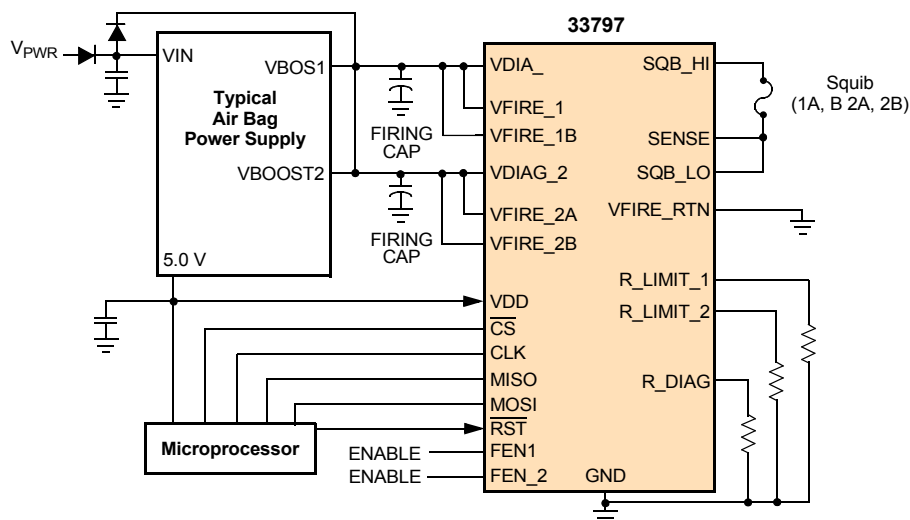 33797
VPWR
VIN
VBOS1
Typical
Air Bag
Power Supply
VBOOST2
5.0 V
FIRING
CAP
FIRING
CAP
VDIA_
VFIRE_1
VFIRE_1B
VDIAG_2
VFIRE_2A
VFIRE_2B
VDD
CS
CLK
MISO
MOSI
RST
FEN1
FEN_2
GND
SQB_HI
SENSE
SQB_LO
VFIRE_RTN
R_LIMIT_1
R_LIMIT_2
R_DIAG
Squib
(1A, B 2A, 2B)
Microprocessor
ENABLE
ENABLE